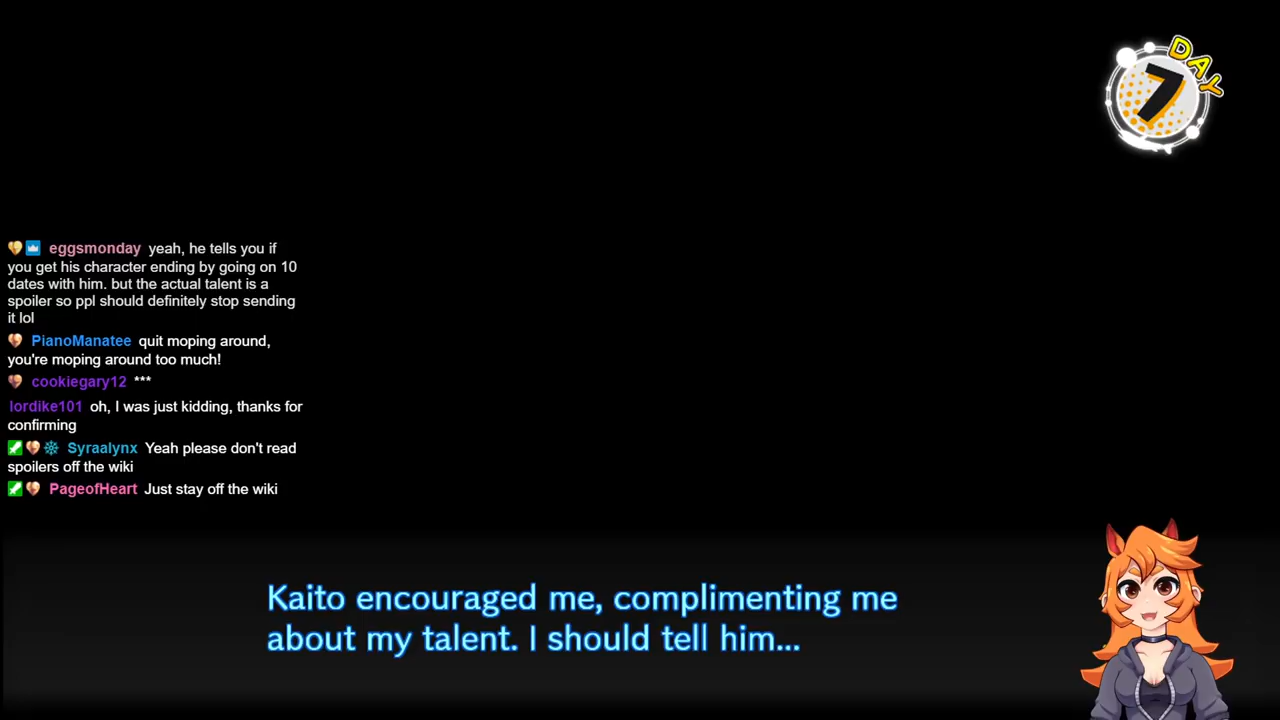 DAY
7
eggsmonday yeah, he tells you if
you get his character ending by going on 10
dates with him. but the actual talent is a
spoiler so ppl should definitely stop sending
it lol
PianoManatee quit moping around,
you're moping around too much!
cookiegary12 ***
lordike101 oh, I was just kidding, thanks for
confirming
Syraalynx Yeah please don't read
spoilers off the wiki
PageofHeart Just stay off the wiki
Kaito encouraged me, complimenting me
about my talent. I should tell him...